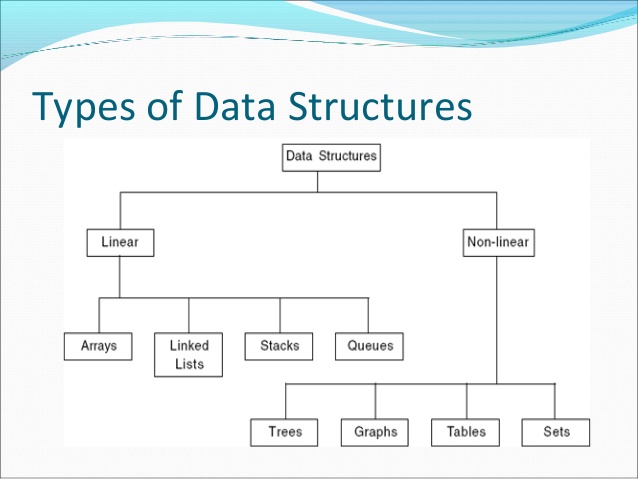 Types of Data Structures
Data Structures
Linear
Non-linear
Arrays
Linked
Lists
Stacks
Queues
Trees
Graphs
Tables
Sets